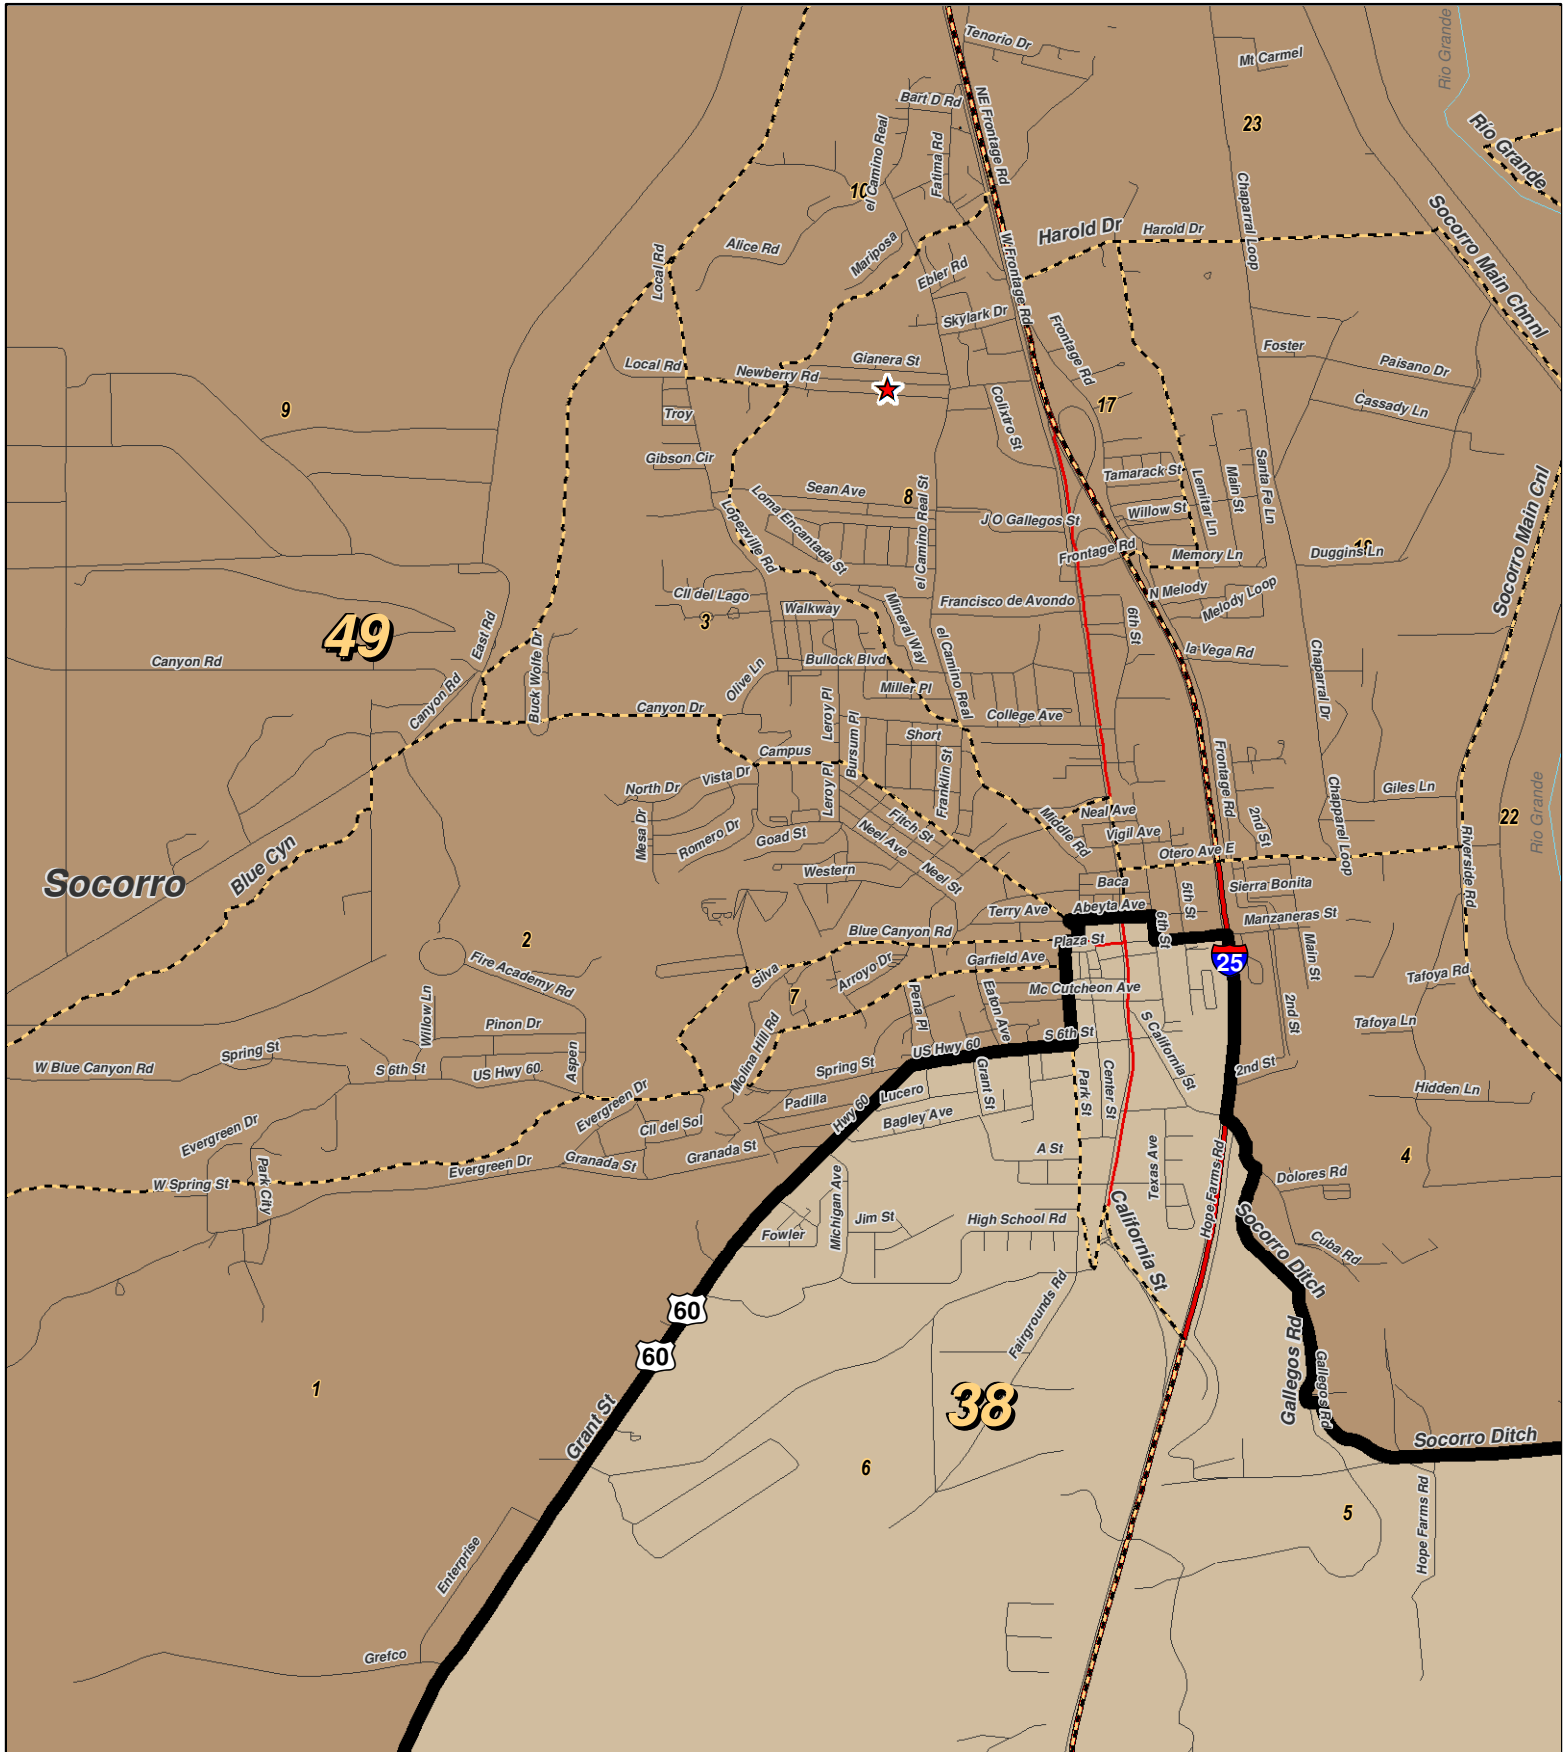 Tenorio Dr
Mt Carmel
Rio Grande
Bart D Rd
NE Frontage Rd
23
Rio Grande
el Camino Real
Fatima Rd
10
Chaparral Loop
Socorro Main Chnnl
Harold Dr
Harold Dr
Alice Rd
Mariposa
Local Rd
W Frontage Rd
Ebler Rd
Skylark Dr
Frontage Rd
Foster
Paisano Dr
Gianera St
Local Rd
Newberry Rd
Cassady Ln
9
Troy
Colixtro St
17
Gibson Cir
Tamarack St
Lemitar Ln
Main St
Santa Fe Ln
Socorro Main Cnl
Sean Ave
8
Loma Encantada St
Lopezville Rd
el Camino Real St
J O Gallegos St
Willow St
Frontage Rd
Memory Ln
Duggins Ln
Cll del Lago
Walkway
Mineral Way
Francisco de Avondo
N Melody
Melody Loop
3
49
East Rd
6th St
Canyon Rd
Buck Wolfe Dr
Olive Ln
Bullock Blvd
el Camino Real
la Vega Rd
Chaparral Dr
Canyon Rd
Miller Pl
Canyon Dr
Leroy Pl
Bursum Pl
College Ave
Short
Campus
Frontage Rd
Vista Dr
North Dr
Leroy Pl
Franklin St
Giles Ln
Chapparel Loop
Rio Grande
22
Mesa Dr
Romero Dr
Goad St
Neel Ave
Fitch St
Middle Rd
Neal Ave
Vigil Ave
2nd St
Otero Ave E
Riverside Rd
Socorro
Blue Cyn
Western
Neel St
Baca
5th St
Sierra Bonita
Terry Ave
Abeyta Ave
6th St
Manzaneras St
Blue Canyon Rd
Plaza St
Main St
2
Fire Academy Rd
Silva
Arroyo Dr
Garfield Ave
25
Tafoya Rd
7
Willow Ln
Pena Pl
Eaton Ave
Mc Cutcheon Ave
2nd St
Pinon Dr
Molina Hill Rd
S 6th St
S California St
Tafoya Ln
Spring St
Aspen
US Hwy 60
W Blue Canyon Rd
S 6th St
US Hwy 60
Spring St
Grant St
Park St
Center St
2nd St
Hidden Ln
Evergreen Dr
Padilla
Hwy 60
Lucero
Evergreen Dr
Cll del Sol
Bagley Ave
A St
Texas Ave
Hope Farms Rd
4
Evergreen Dr
Granada St
Granada St
W Spring St
Park City
Michigan Ave
Dolores Rd
Jim St
High School Rd
California St
Socorro Ditch
Fowler
Cuba Rd
60
Fairgrounds Rd
60
Gallegos Rd
Gallegos Rd
1
38
Grant St
Socorro Ditch
6
5
Hope Farms Rd
Enterprise
Grefco